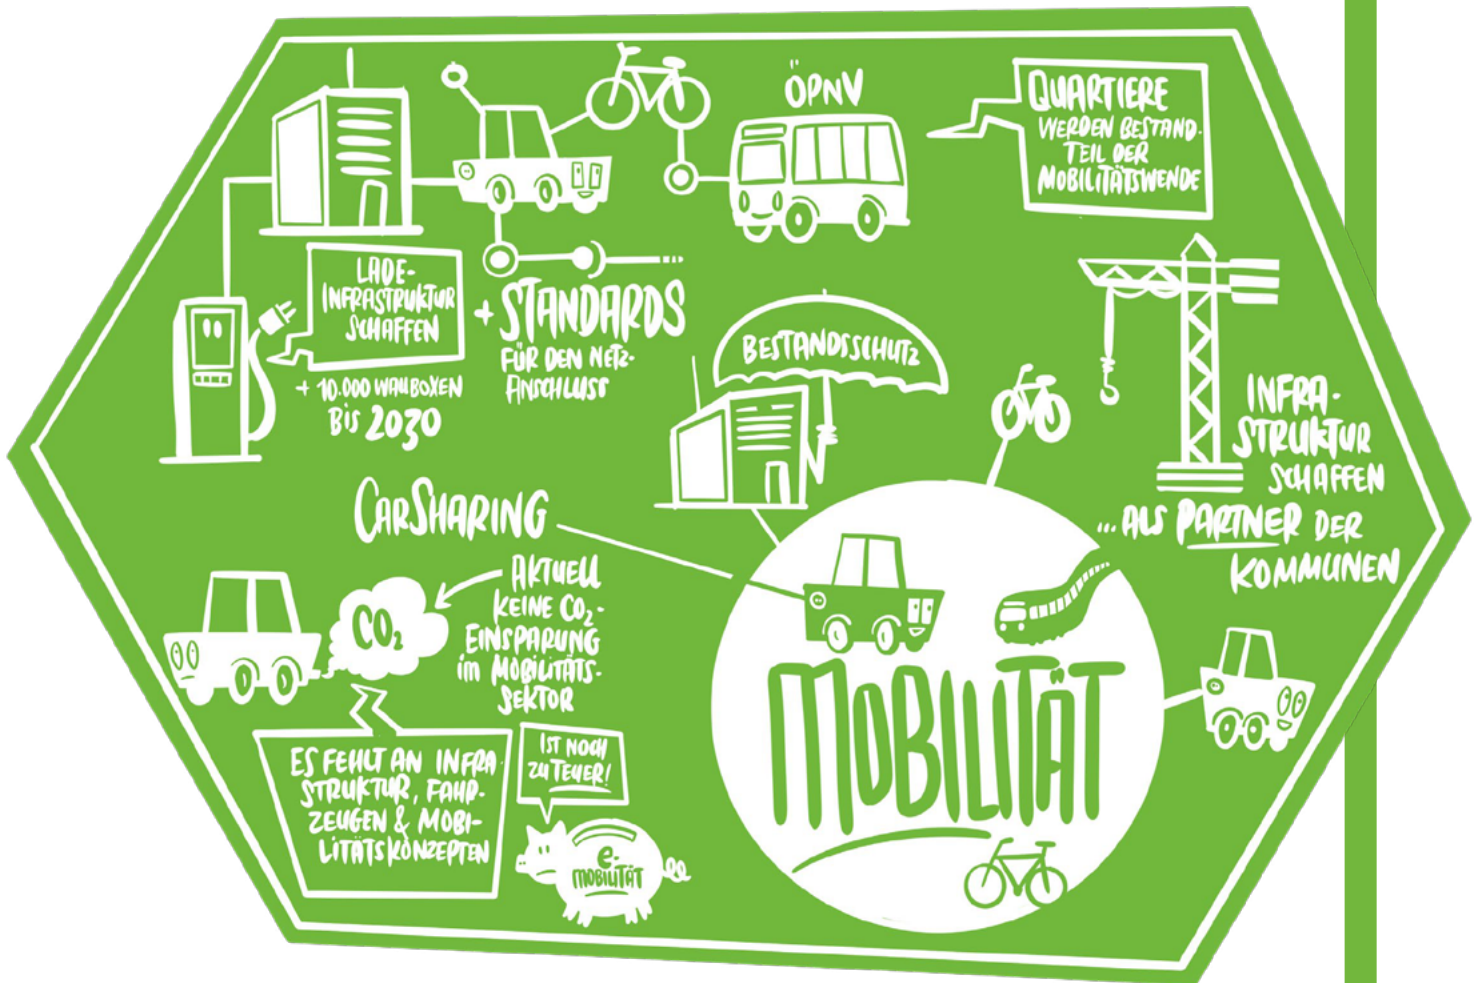 ÖPNV
QUARTIERE
WERDEN BESTAND-
TEIL DER
MOBILITÄTSWENDE
LADE-
INFRASTRUKTUR
SCHAFFEN
+ 10.000 WALLBOXEN
BIS 2030
+ STANDARDS
FÜR DEN NETZ-
ANSCHLUSS
BESTANDSSCHUTZ
INFRA-
STRUKTUR
SCHAFFEN
...ALS PARTNER DER
KOMMUNEN
CARSHARING
CO₂
AKTUELL
KEINE CO₂-
EINSPARUNG
IM MOBILITÄTS-
SEKTOR
ES FEHLT AN INFRA-
STRUKTUR, FAHR-
ZEUGEN & MOBI-
LITÄTSKONZEPTEN
IST NOCH
ZU TEUER!
e-
MOBILITÄT
MOBILITÄT